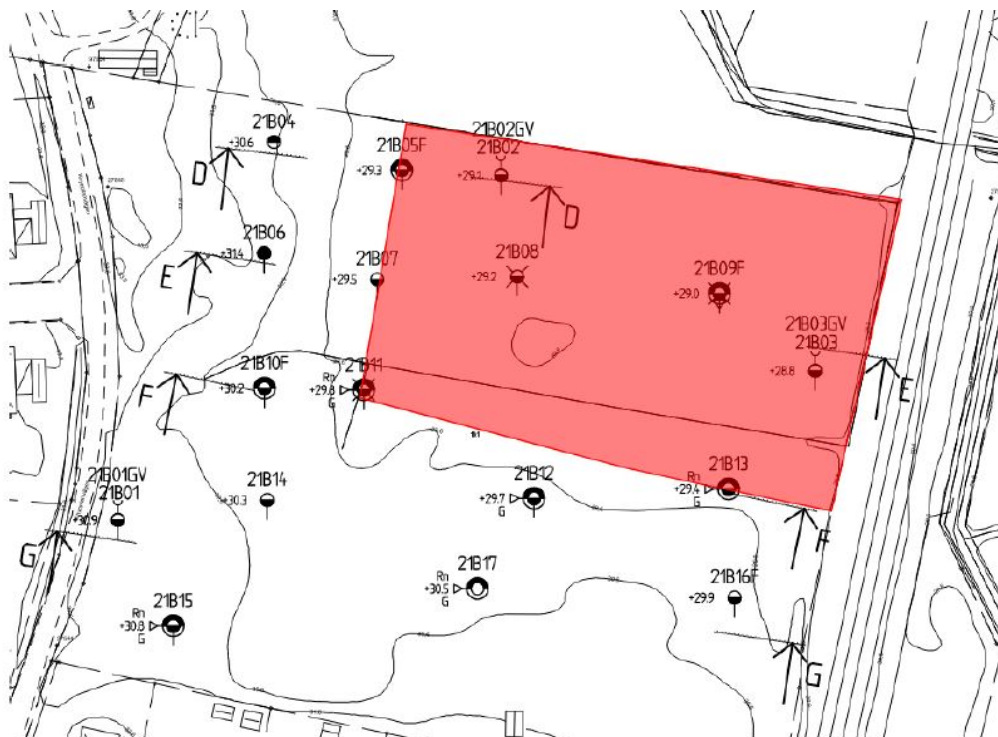 21B04
+30.6
D
21B02GV
21B02
+29.1
21B05F
+29.3
D
21B06
+31.4
E
21B07
+29.5
21B08
+29.2
21B09F
+29.0
21B03GV
21B03
+28.8
E
21B10F
+30.2
F
21B11
Rn
+29.8
G
21B12
+29.7
G
21B13
Rn
+29.4
G
F
21B01GV
21B01
+30.9
G
21B14
+30.3
21B15
Rn
+30.8
G
21B17
Rn
+30.5
G
21B16F
+29.9
G